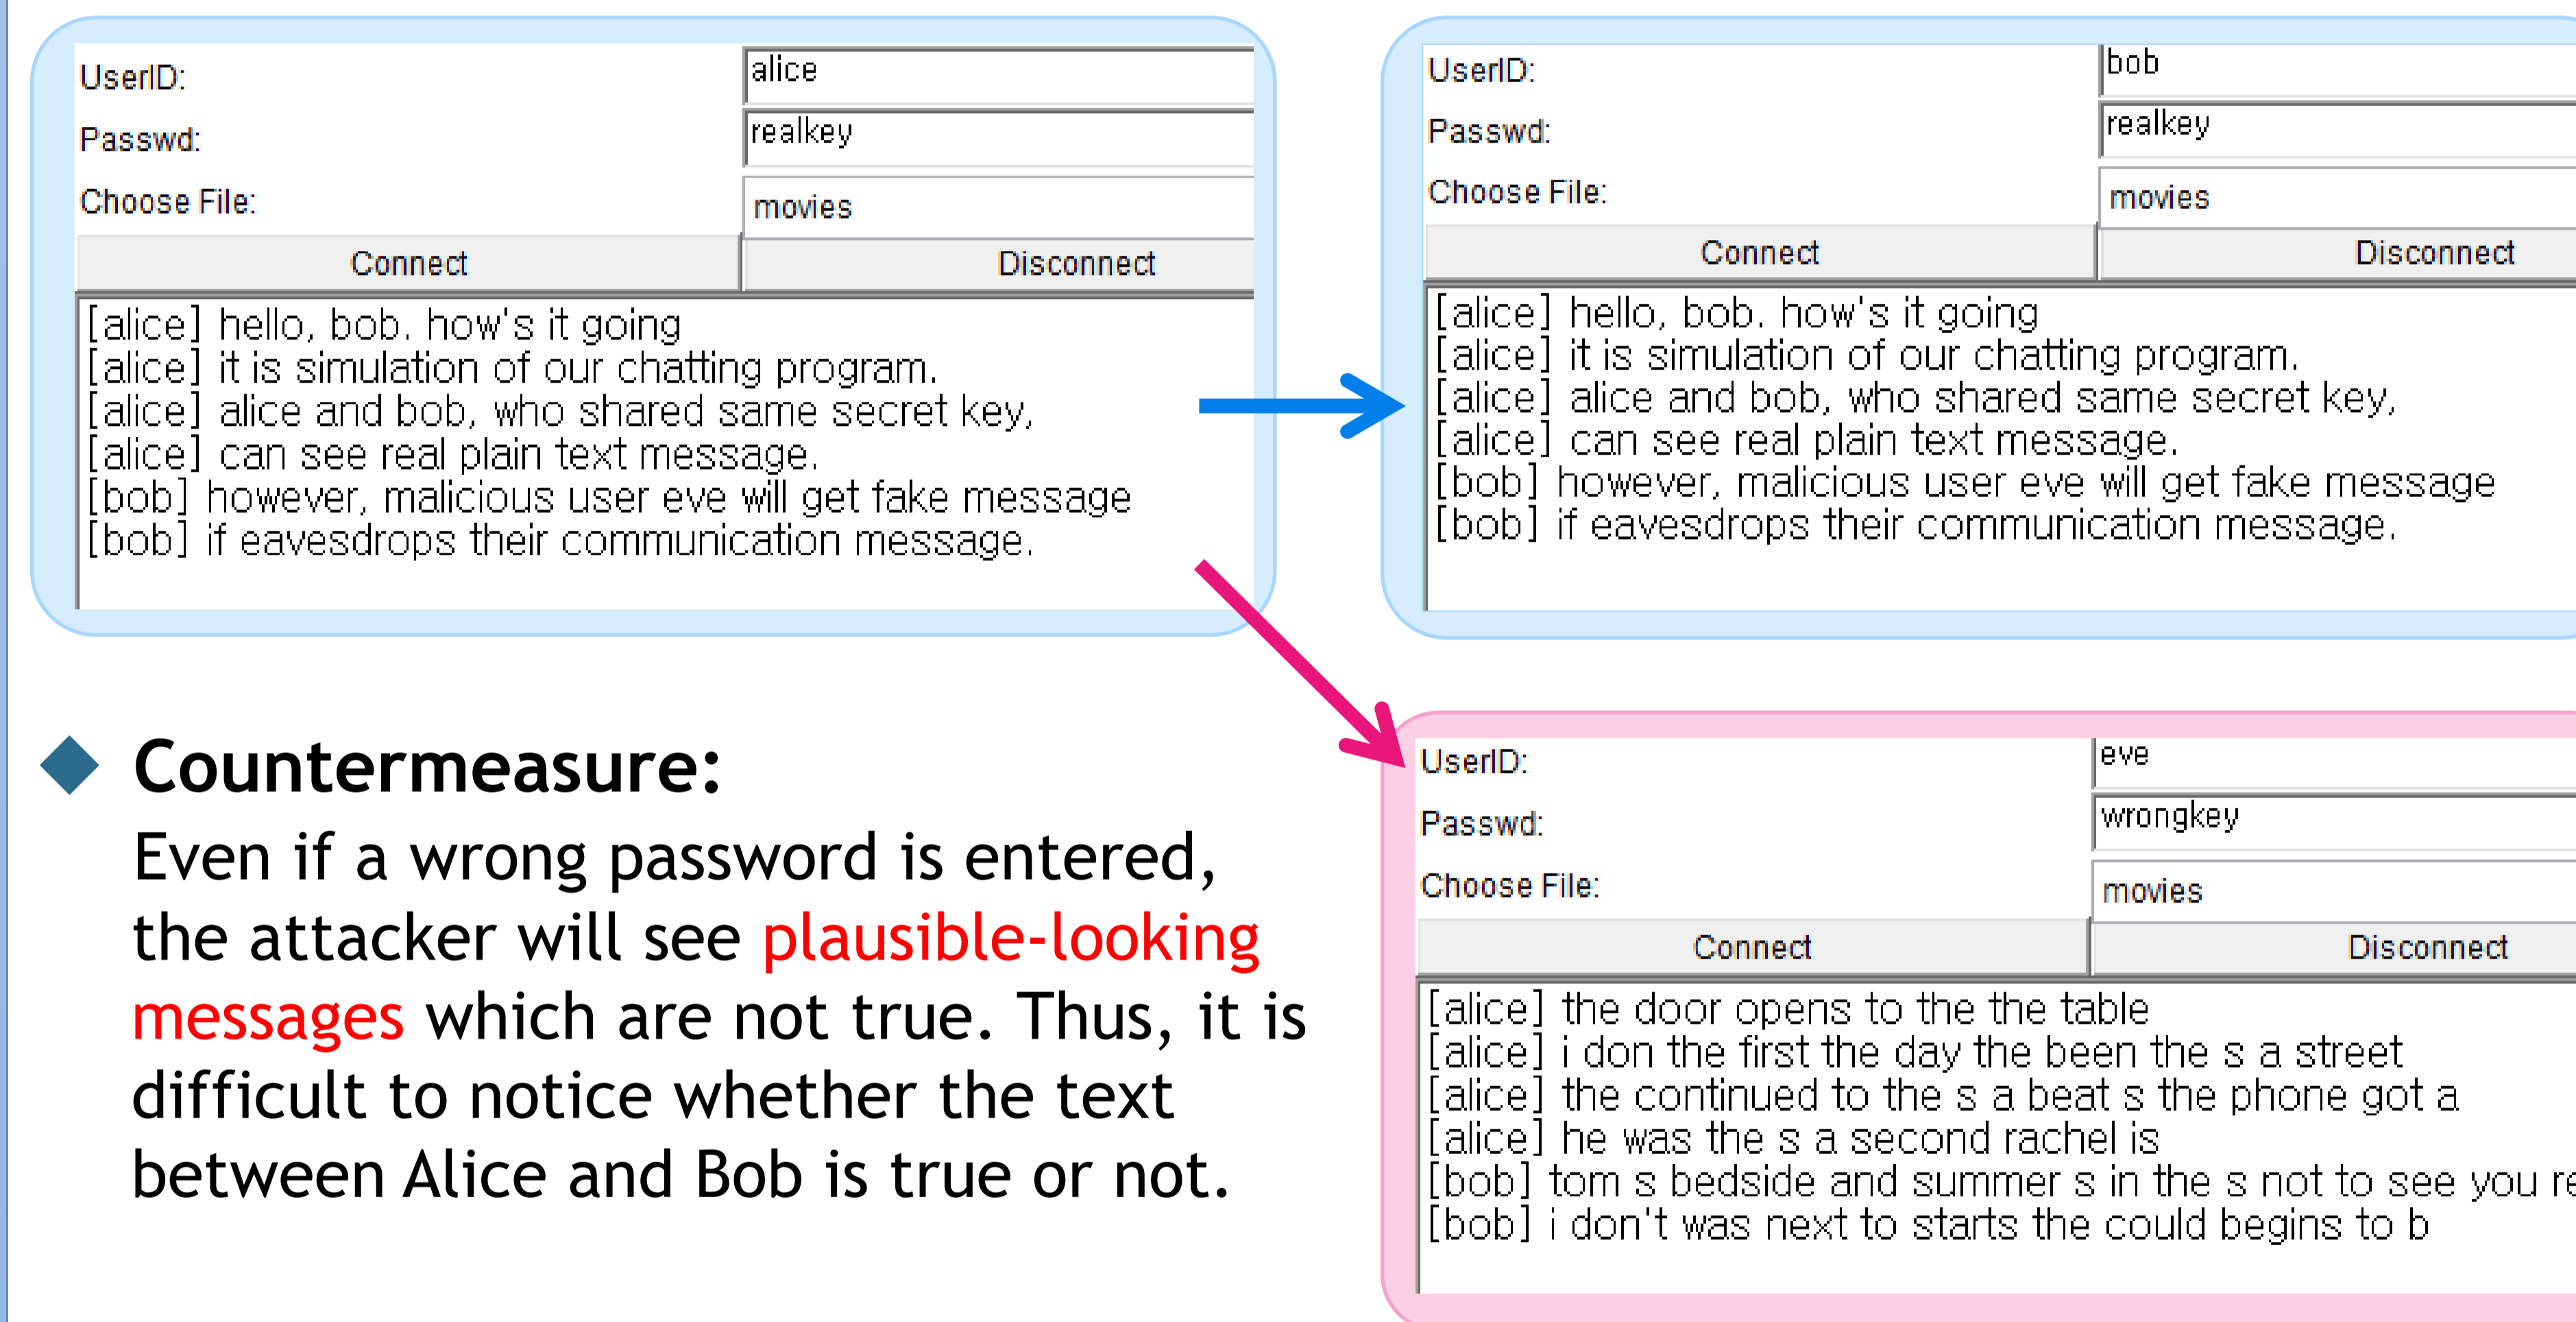 UserID:
alice
Passwd:
realkey
Choose File:
movies
Connect
Disconnect
[alice] hello, bob. how's it going
[alice] it is simulation of our chatting program.
[alice] alice and bob, who shared same secret key,
[alice] can see real plain text message.
[bob] however, malicious user eve will get fake message
[bob] if eavesdrops their communication message.
UserID:
bob
Passwd:
realkey
Choose File:
movies
Connect
Disconnect
[alice] hello, bob. how's it going
[alice] it is simulation of our chatting program.
[alice] alice and bob, who shared same secret key,
[alice] can see real plain text message.
[bob] however, malicious user eve will get fake message
[bob] if eavesdrops their communication message.
Countermeasure:
Even if a wrong password is entered,
the attacker will see plausible-looking
messages which are not true. Thus, it is
difficult to notice whether the text
between Alice and Bob is true or not.
UserID:
eve
Passwd:
wrongkey
Choose File:
movies
Connect
Disconnect
[alice] the door opens to the the table
[alice] i don the first the day the been the s a street
[alice] the continued to the s a beat s the phone got a
[alice] he was the s a second rachel is
[bob] tom s bedside and summer s in the s not to see you re
[bob] i don't was next to starts the could begins to b